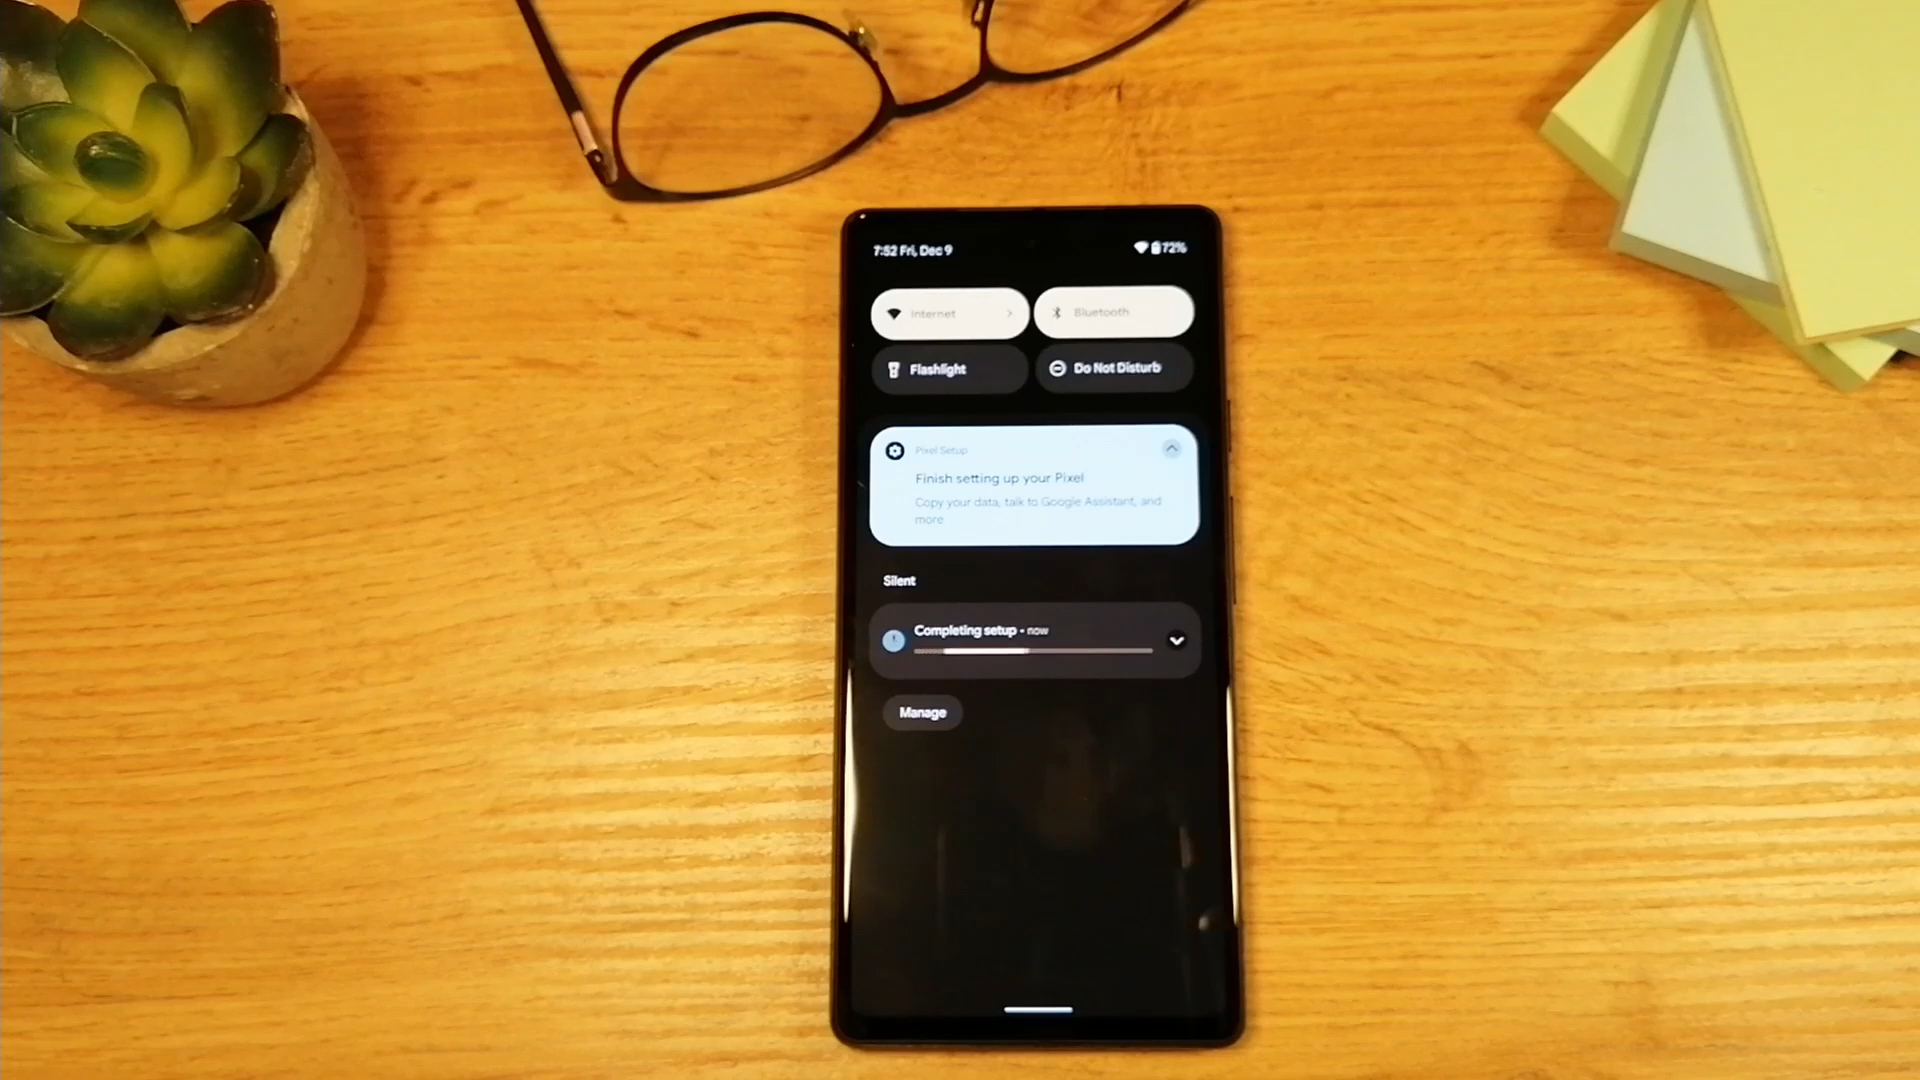 7:52 Fri, Dec 9
72%
Internet
Bluetooth
Flashlight
Do Not Disturb
Pixel Setup
Finish setting up your Pixel
Copy your data, talk to Google Assistant, and
more
Silent
Completing setup • now
Manage